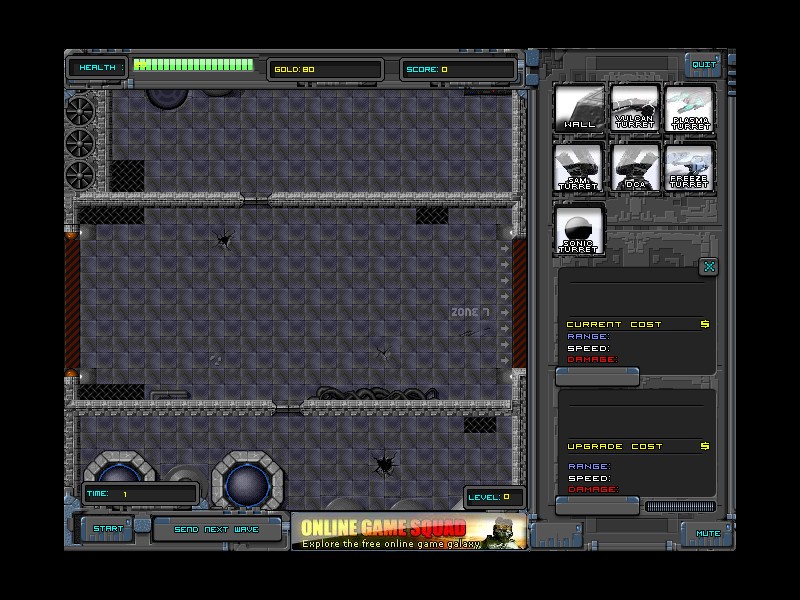 HEALTH :
GOLD: 80
SCORE: 0
QUIT
WALL
VULCAN
TURRET
PLASMA
TURRET
SAM
TURRET
DCA
FREEZE
TURRET
SONIC
TURRET
ZONE 7
CURRENT COST $
RANGE:
SPEED:
DAMAGE:
UPGRADE COST $
RANGE:
SPEED:
DAMAGE:
TIME: 1
LEVEL: 0
START
SEND NEXT WAVE
ONLINE GAME SQUAD
Explore the free online game galaxy
MUTE